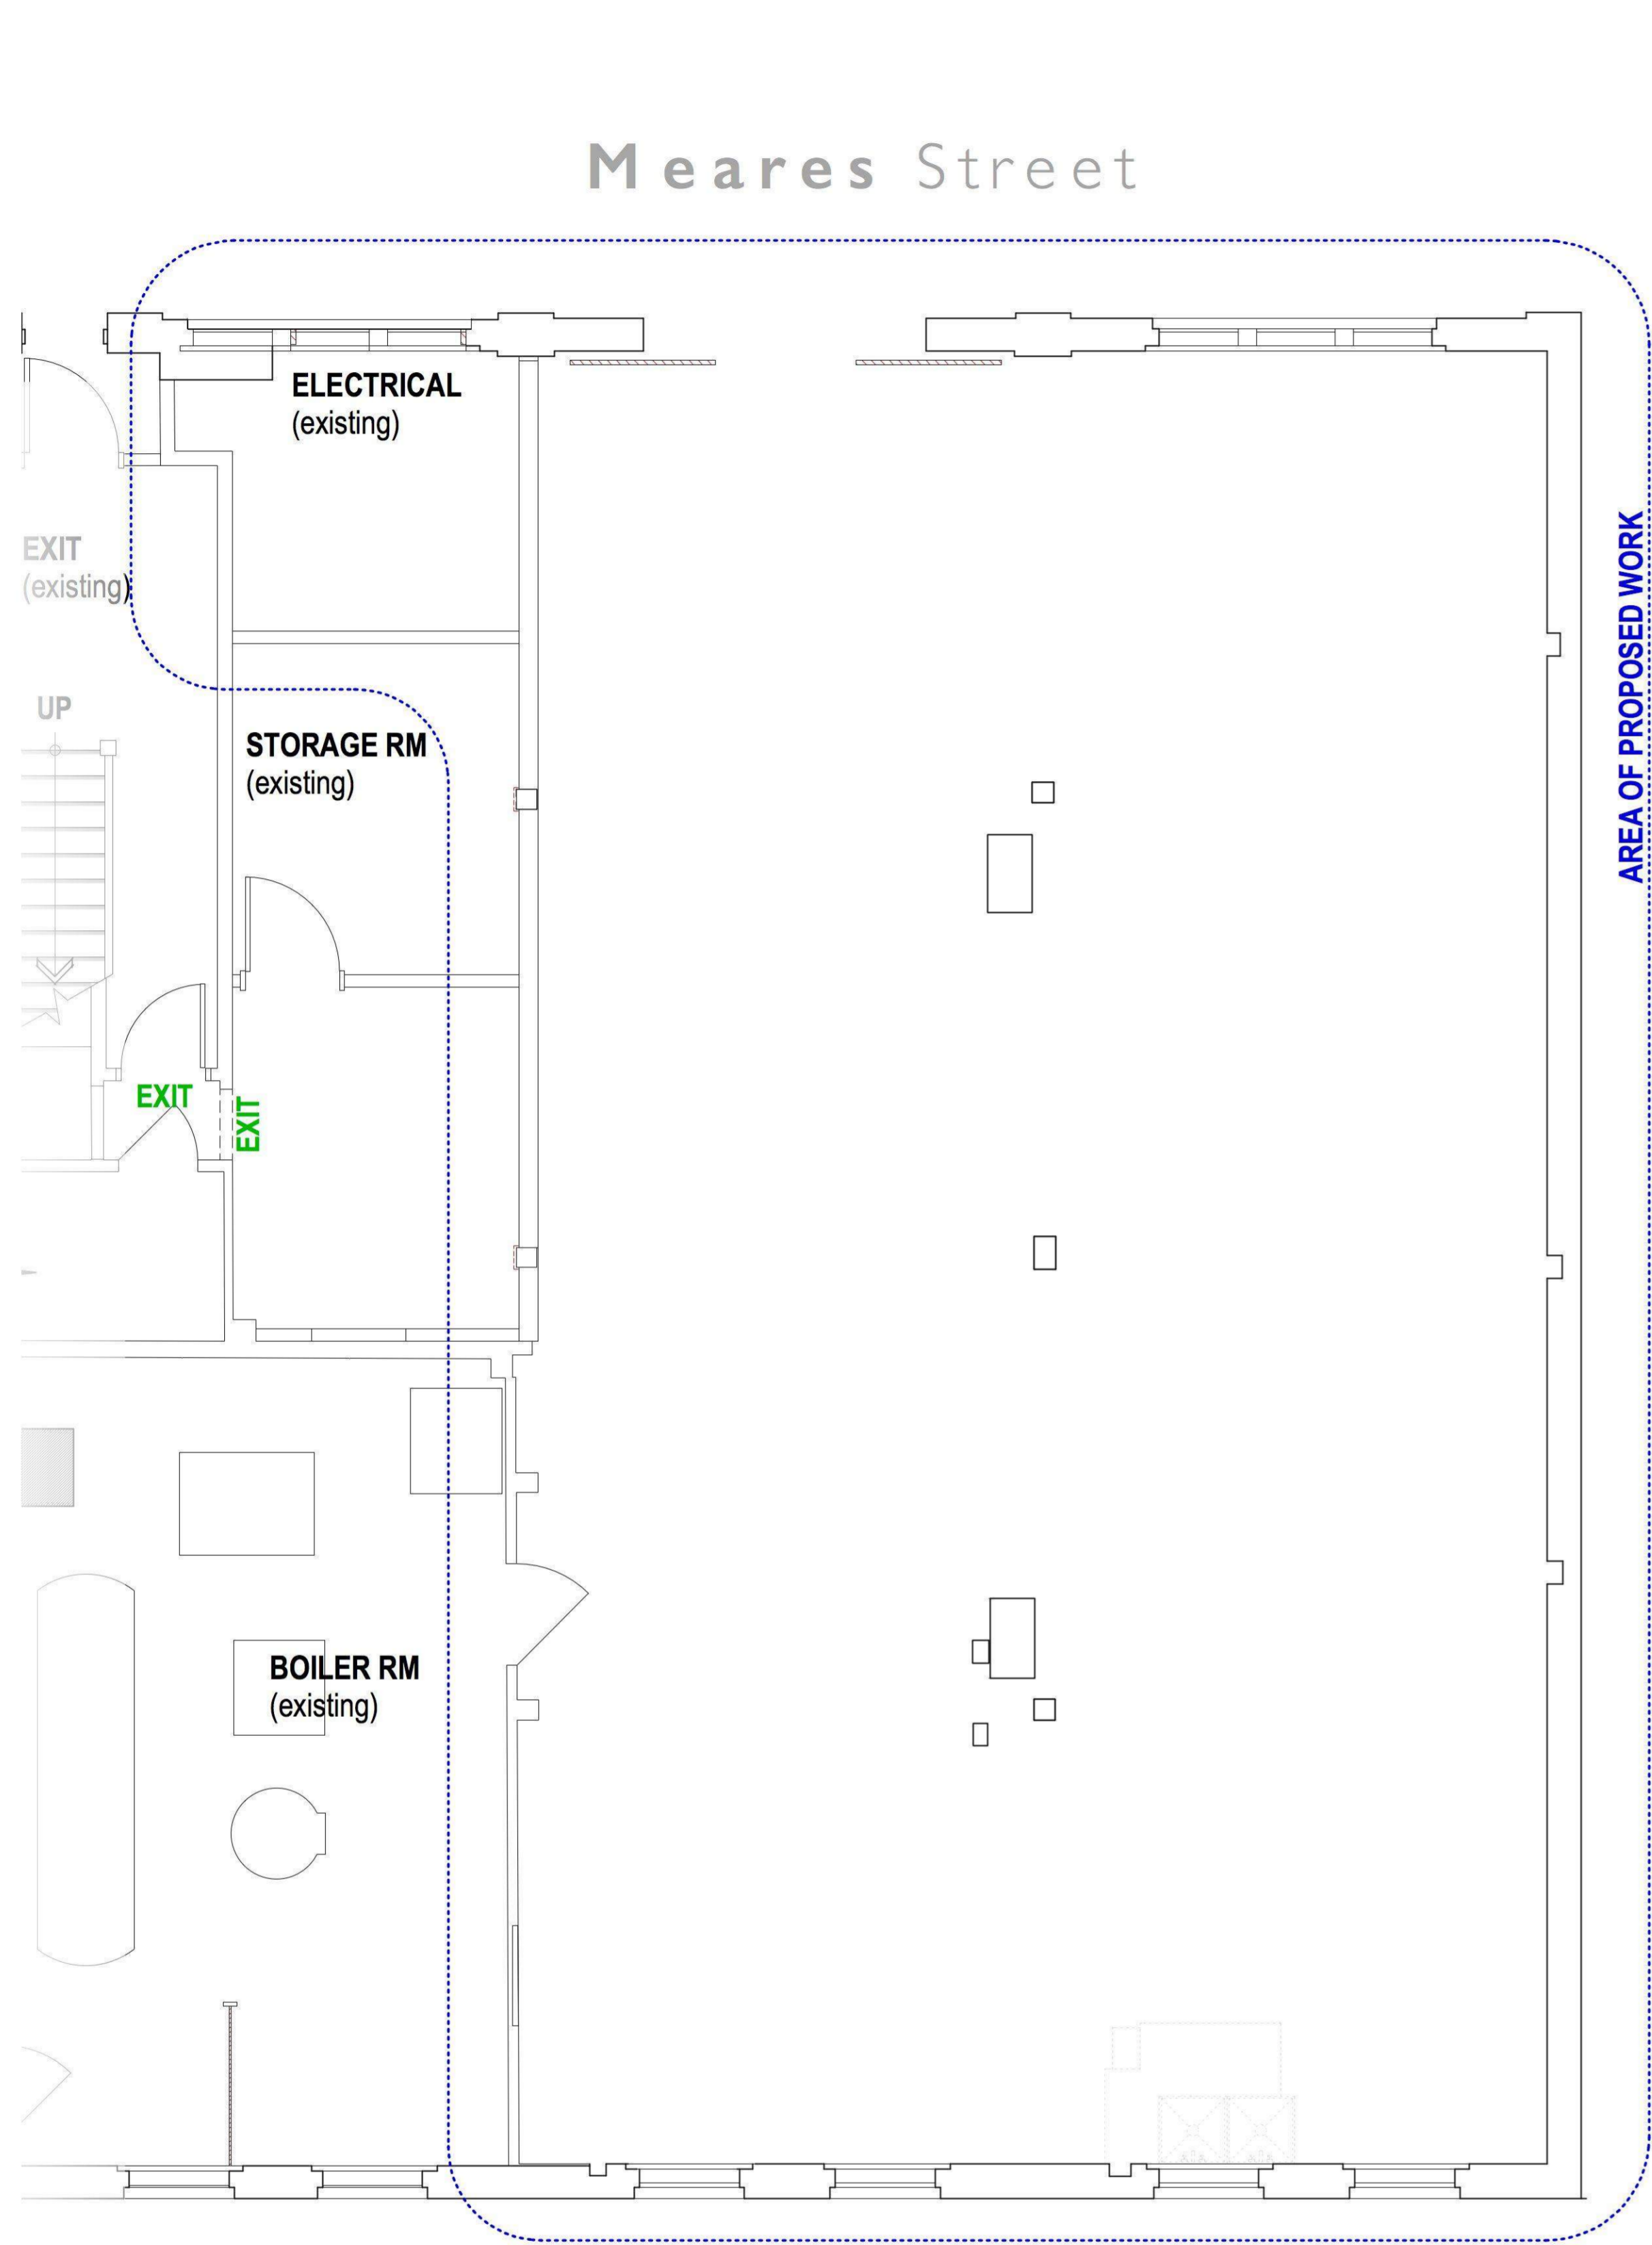 Meares Street
ELECTRICAL
(existing)
EXIT
(existing)
AREA OF PROPOSED WORK
UP
STORAGE RM
(existing)
EXIT
EXIT
BOILER RM
(existing)